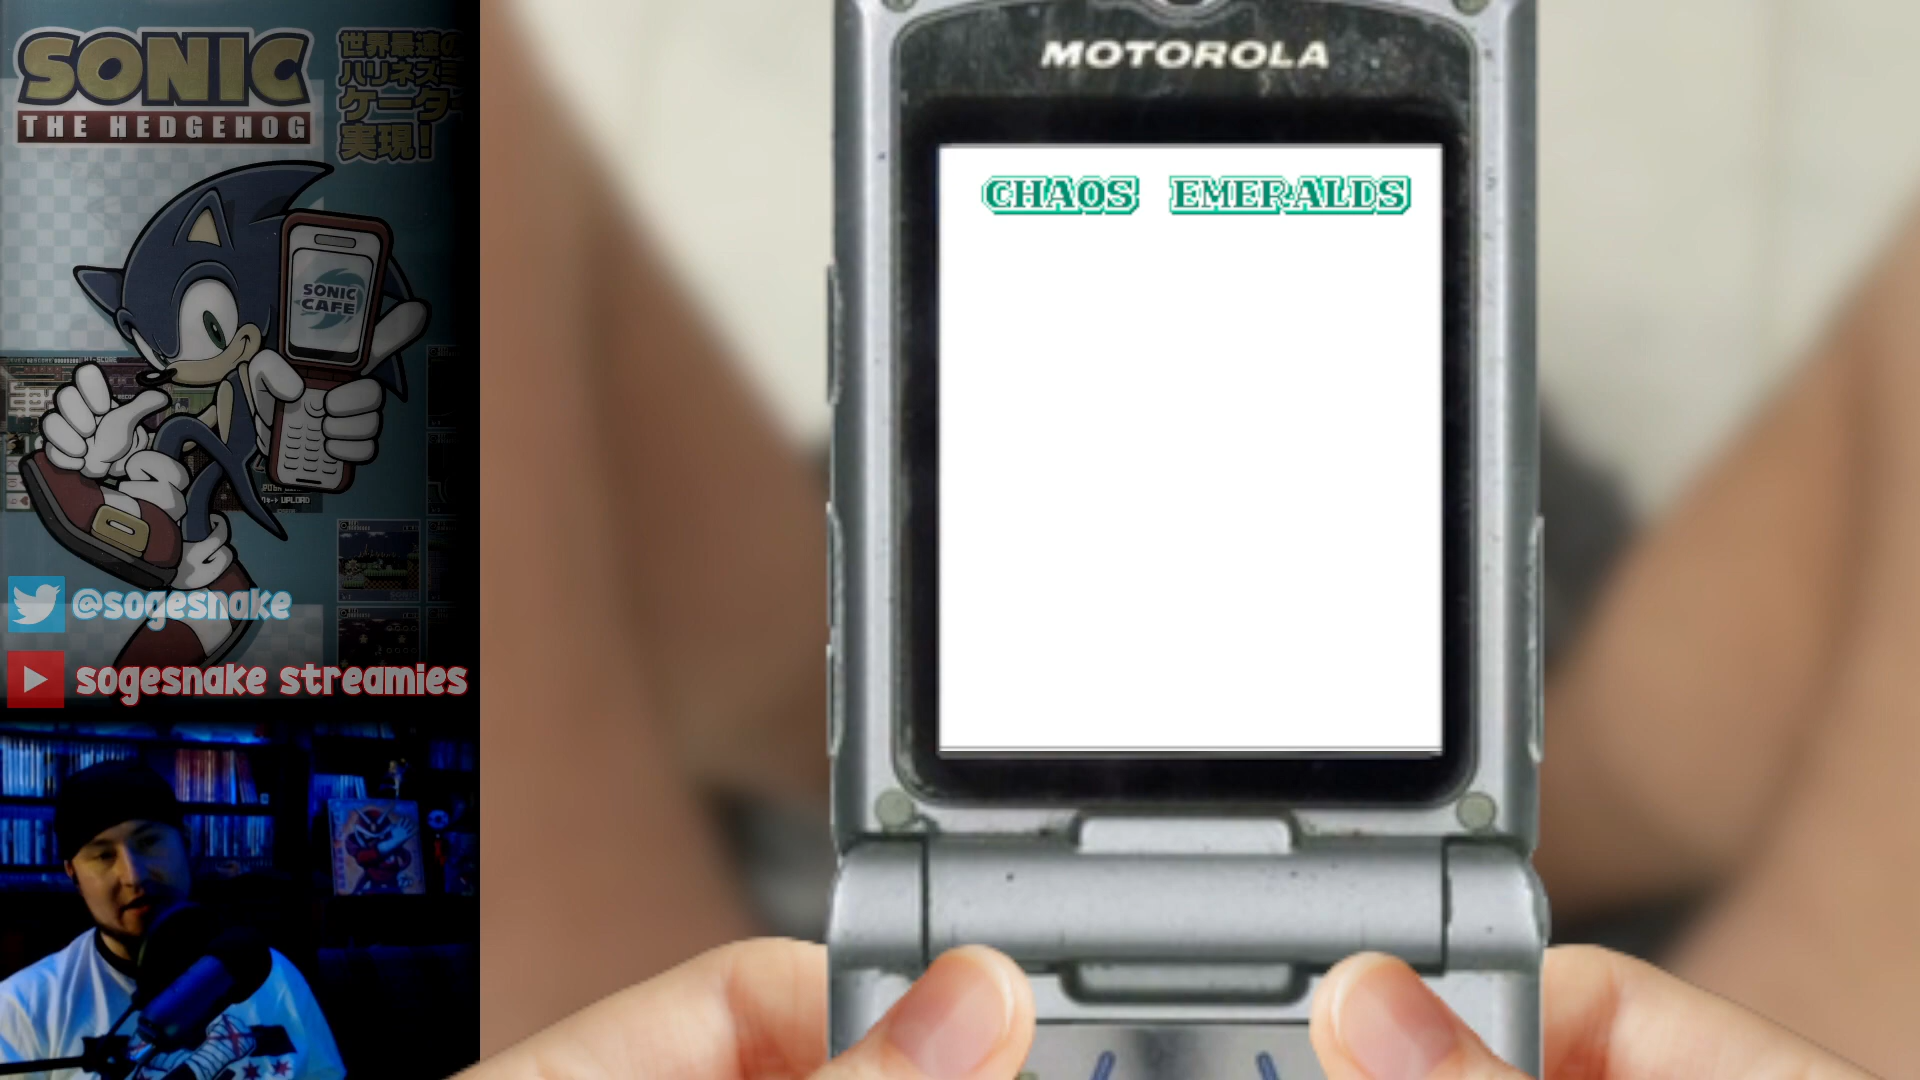 SONIC
THE HEDGEHOG
世界最速の
ハリネズミ
ケータ
実現!
SONIC
CAFE
UPLOAD
@sogesnake
sogesnake streamies
MOTOROLA
CHAOS EMERALDS